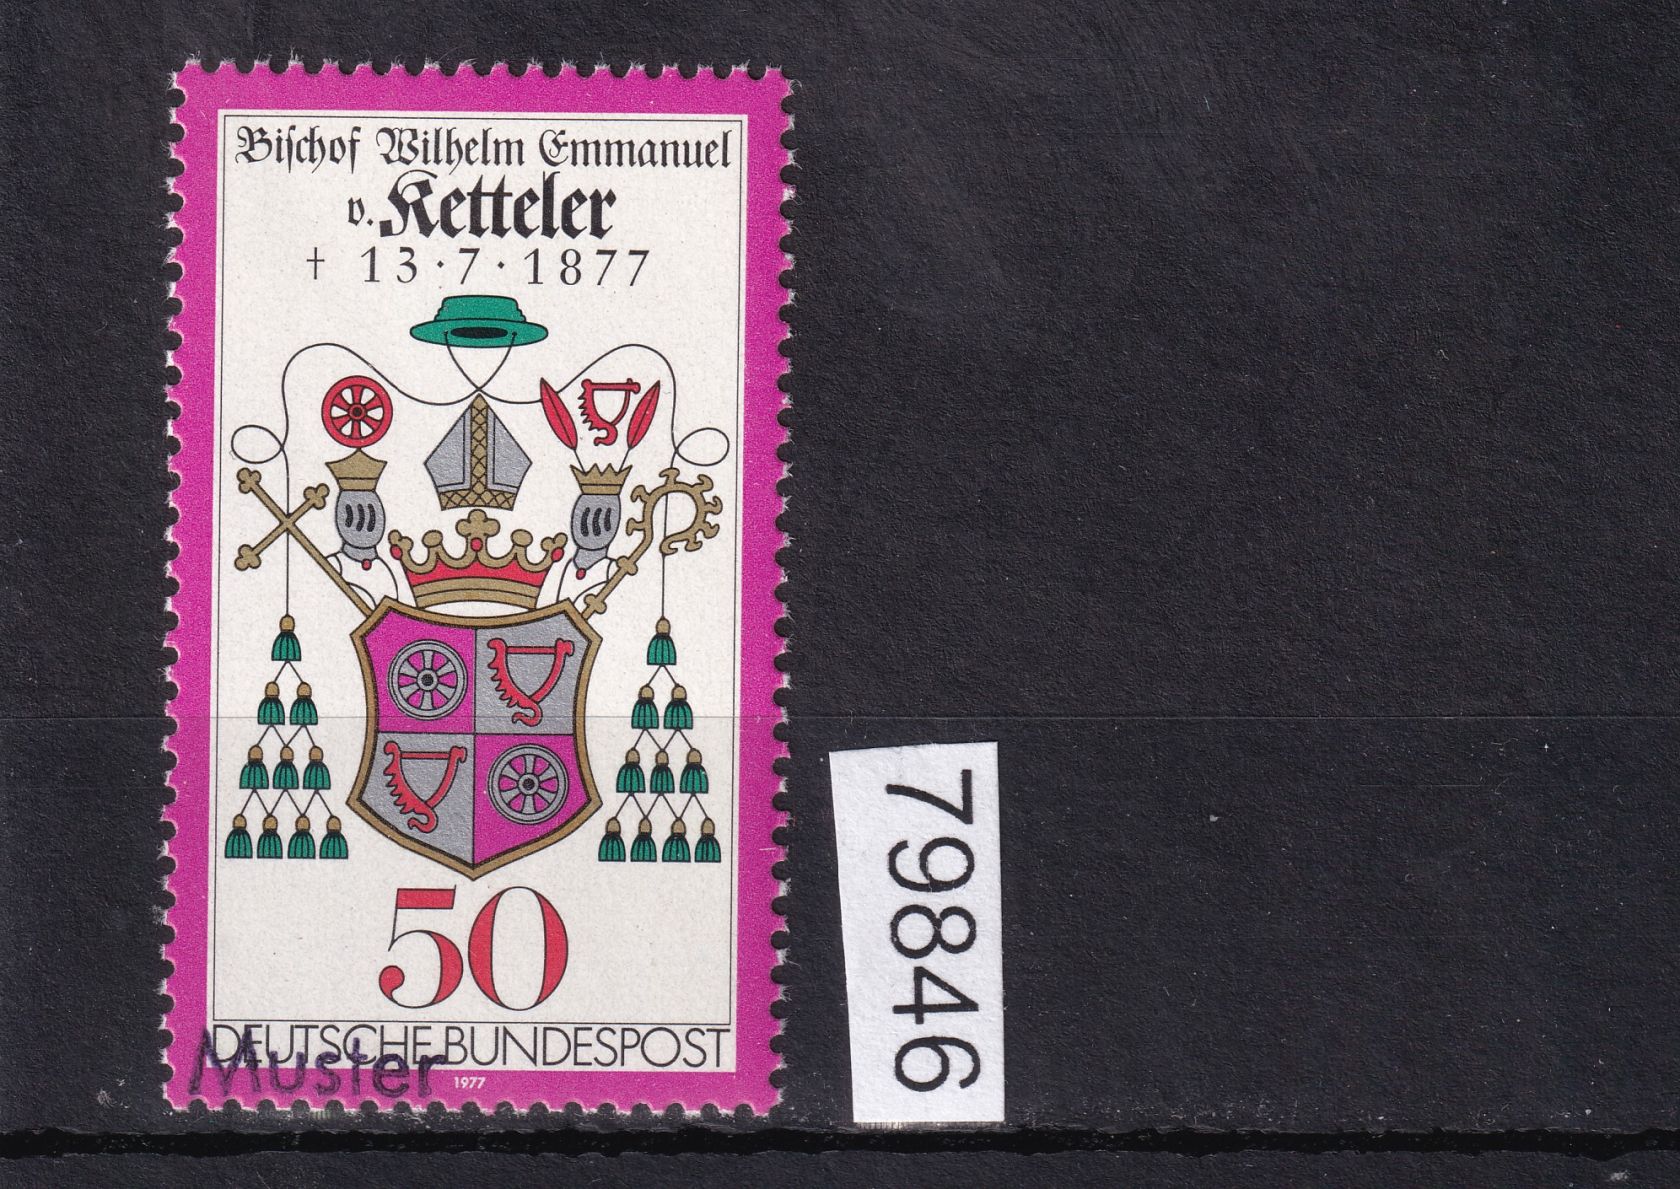 Bischof Wilhelm Emmanuel
v. Ketteler
† 13·7·1877
50
DEUTSCHE BUNDESPOST
Muster
1977
79846